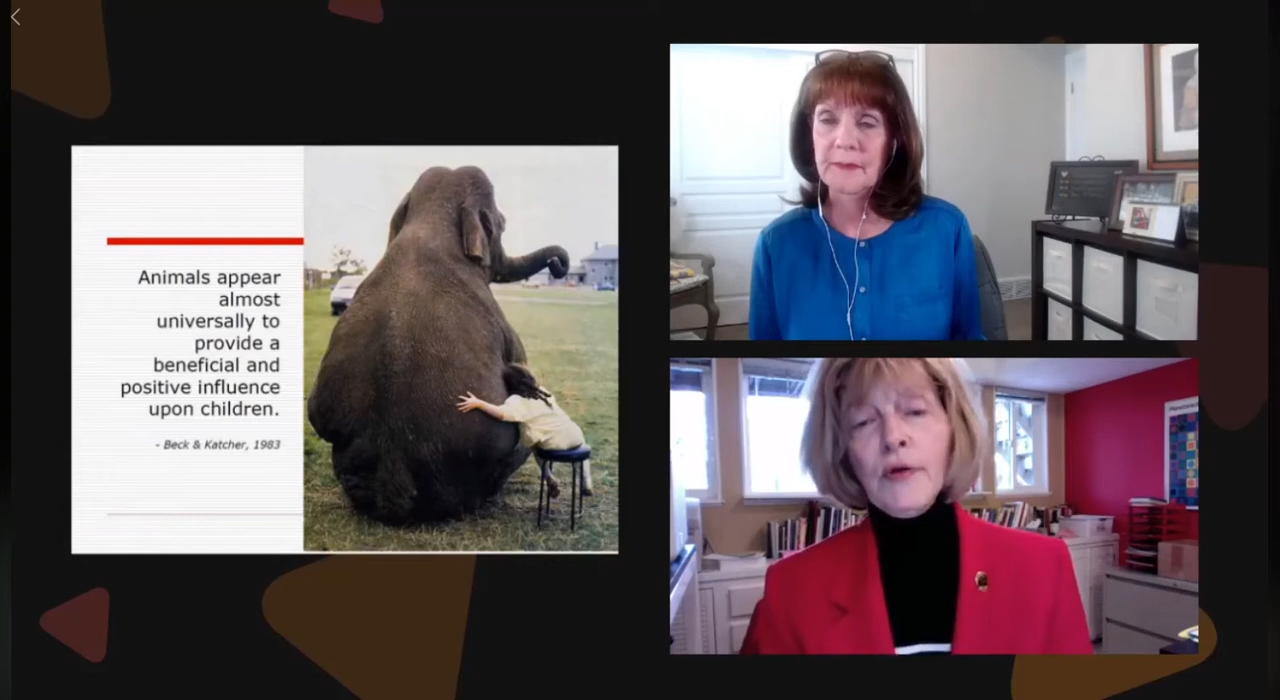 Animals appear
almost
universally to
provide a
beneficial and
positive influence
upon children.
- Beck & Katcher, 1983